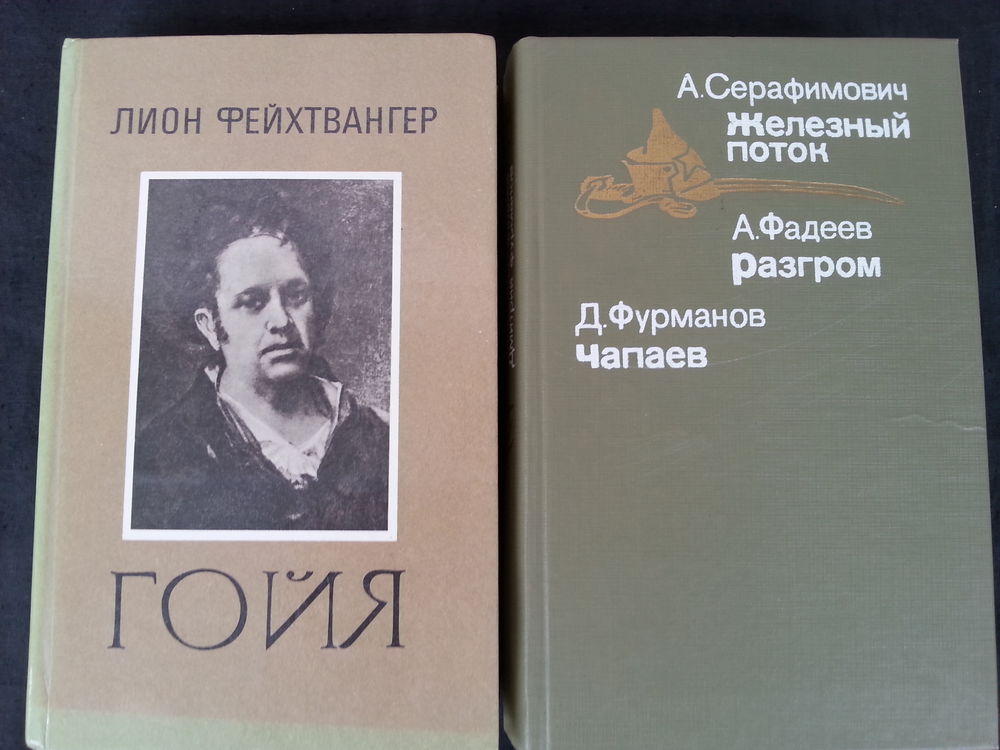 ЛИОН ФЕЙХТВАНГЕР
ГОЙЯ
А.Серафимович
Железный
поток
А.Фадеев
Разгром
Д.Фурманов
Чапаев